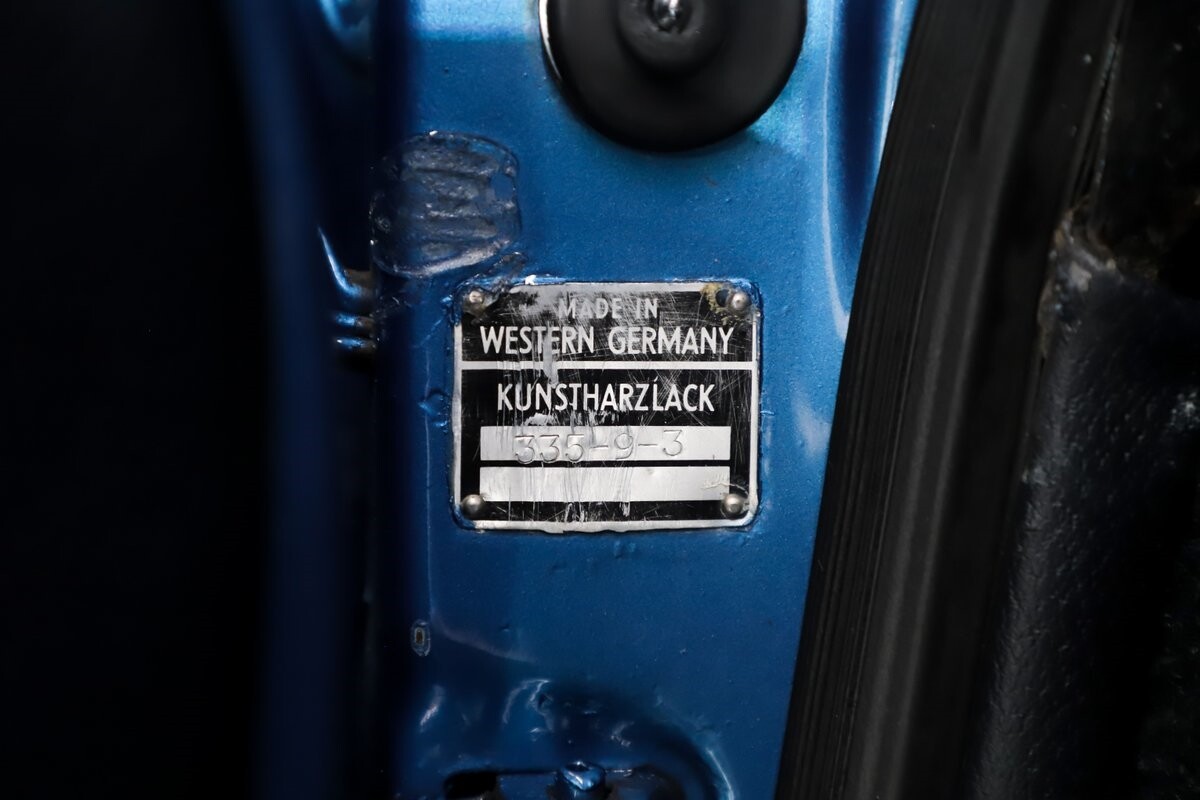 MADE IN
WESTERN GERMANY
KUNSTHARZLACK
335-9-3